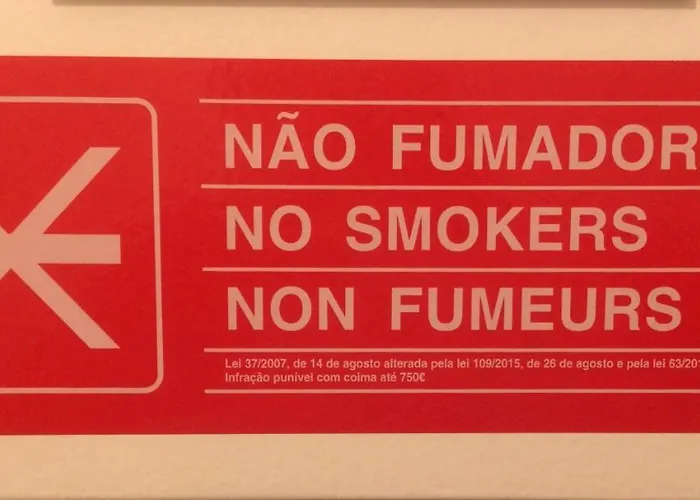 NÃO FUMADOR
NO SMOKERS
NON FUMEURS
Lei 37/2007, de 14 de agosto alterada pela lei 109/2015, de 26 de agosto e pela lei 63/201
Infração punível com coima até 750€